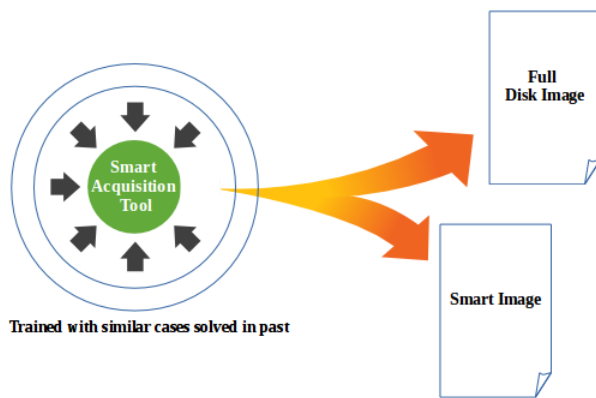 Full
Disk Image
Smart
Acquisition
Tool
Smart Image
Trained with similar cases solved in past